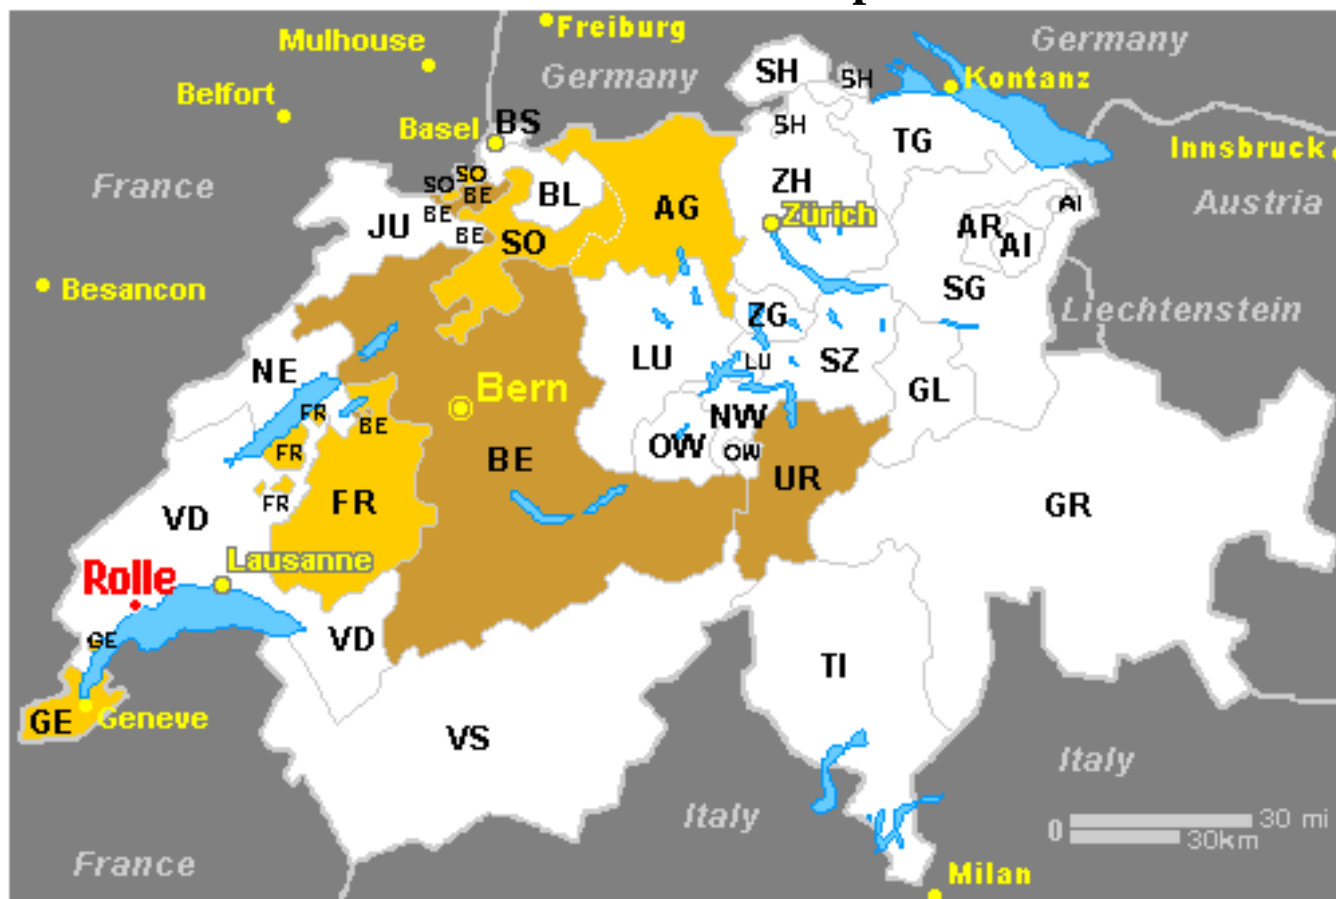 Freiburg
Germany
Mulhouse
Germany
SH
SH
Kontanz
Belfort
Basel
BS
SH
TG
Innsbruck
France
SO
SO
BE
BL
ZH
AG
AI
Austria
BE
JU
BE
SO
Zürich
AR
AI
Besancon
SG
Liechtenstein
ZG
NE
LU
LU
SZ
GL
Bern
FR
BE
NW
FR
OW
OW
BE
UR
FR
FR
GR
VD
Lausanne
Rolle
GE
VD
TI
GE
Geneve
VS
Italy
Italy
0
30 mi
30km
France
Milan